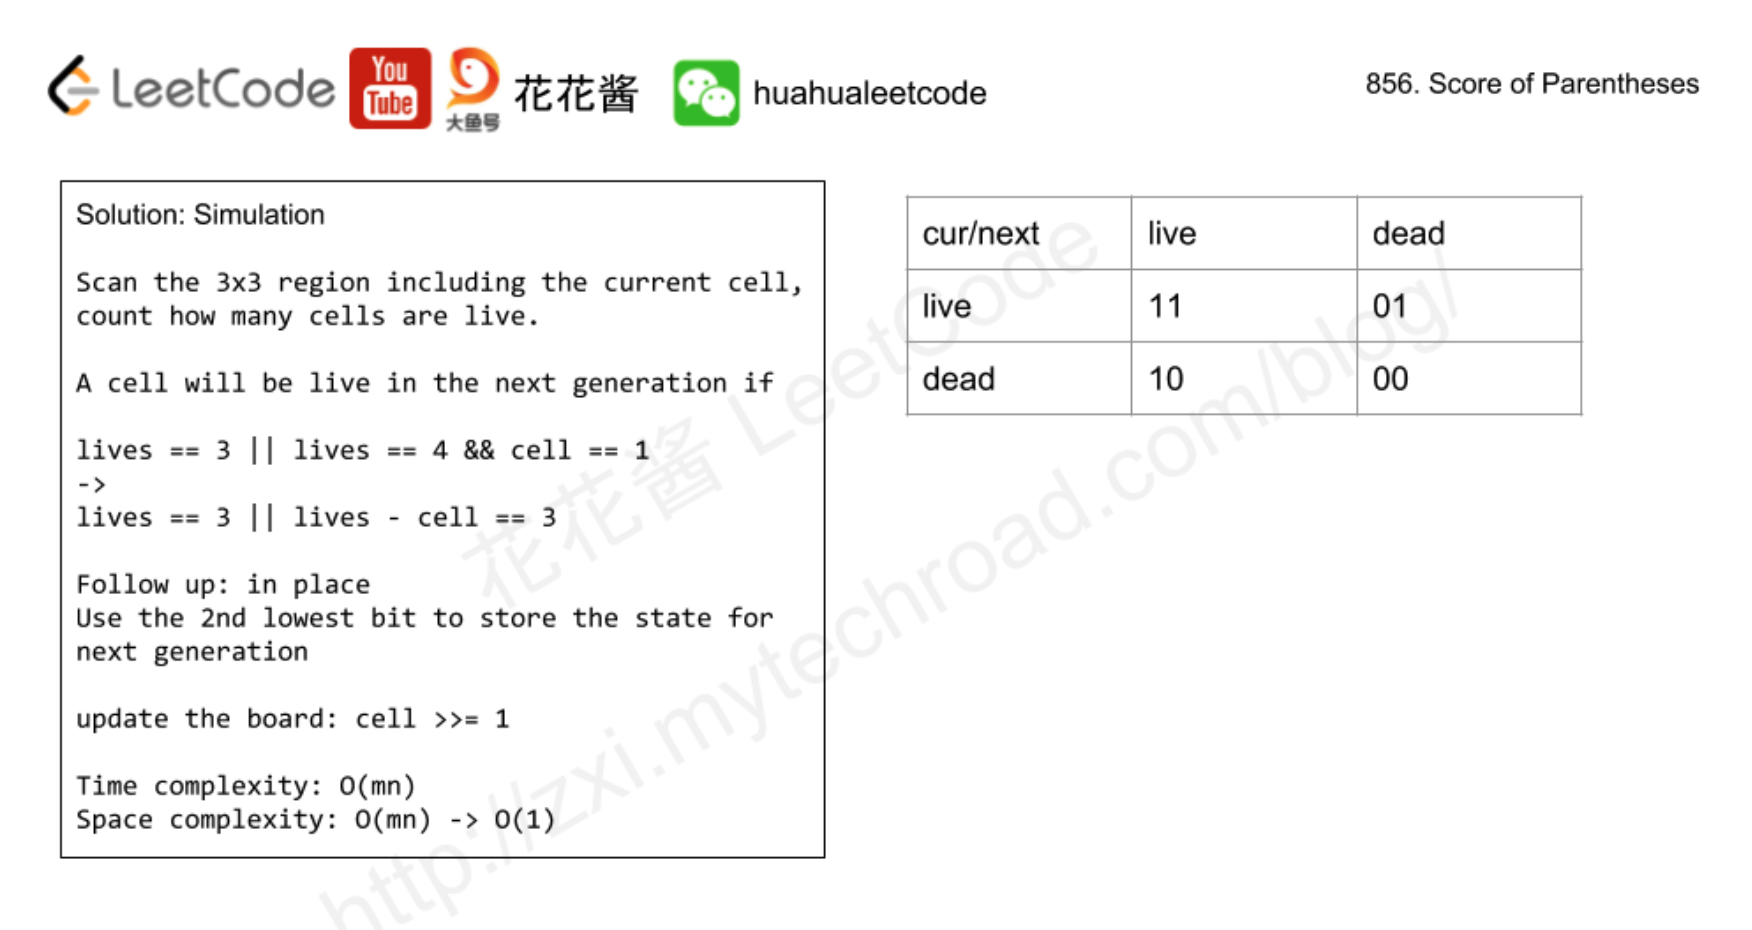 LeetCode You Tube 大鱼号 花花酱 huahualeetcode
856. Score of Parentheses
Solution: Simulation
Scan the 3x3 region including the current cell,
count how many cells are live.
A cell will be live in the next generation if
lives == 3 || lives == 4 && cell == 1
->
lives == 3 || lives - cell == 3
Follow up: in place
Use the 2nd lowest bit to store the state for
next generation
update the board: cell >>= 1
Time complexity: O(mn)
Space complexity: O(mn) -> O(1)
cur/next live dead
live 11 01
dead 10 00
花花酱 LeetCode
http://zxi.mytechroad.com/blog/